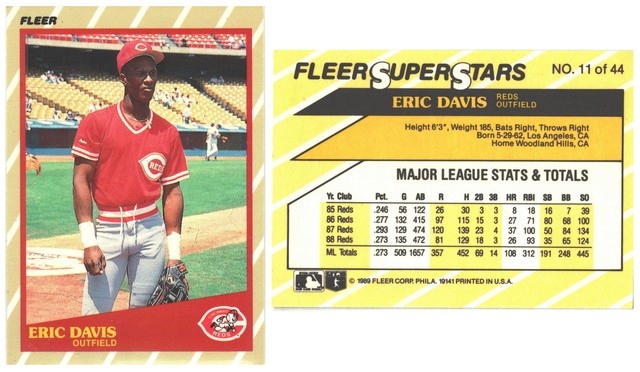 FLEER
REDS
ERIC DAVIS
OUTFIELD
REDS
FLEER SUPERSTARS NO. 11 of 44
ERIC DAVIS REDS OUTFIELD
Height 6'3", Weight 185, Bats Right, Throws Right
Born 5-29-62, Los Angeles, CA
Home Woodland Hills, CA
MAJOR LEAGUE STATS & TOTALS
Yr. Club Pct. G AB R H 2B 3B HR RBI SB BB SO
85 Reds .246 56 122 26 30 3 3 8 18 16 7 39
86 Reds .277 132 415 97 115 15 3 27 71 80 68 100
87 Reds .293 129 474 120 139 23 4 37 100 50 84 134
88 Reds .273 135 472 81 129 18 3 26 93 35 65 124
ML Totals .273 509 1657 357 452 69 14 108 312 191 248 445
© 1989 FLEER CORP. PHILA. 19141 PRINTED IN U.S.A.